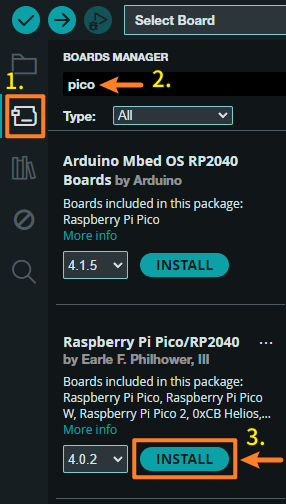 Select Board
1.
BOARDS MANAGER
2.
pico
Type: All
Arduino Mbed OS RP2040
Boards by Arduino
Boards included in this package:
Raspberry Pi Pico
More info
4.1.5 INSTALL
Raspberry Pi Pico/RP2040 ...
by Earle F. Philhower, III
Boards included in this package:
Raspberry Pi Pico, Raspberry Pi Pico
W, Raspberry Pi Pico 2, 0xCB Helios,...
More info
3.
4.0.2 INSTALL